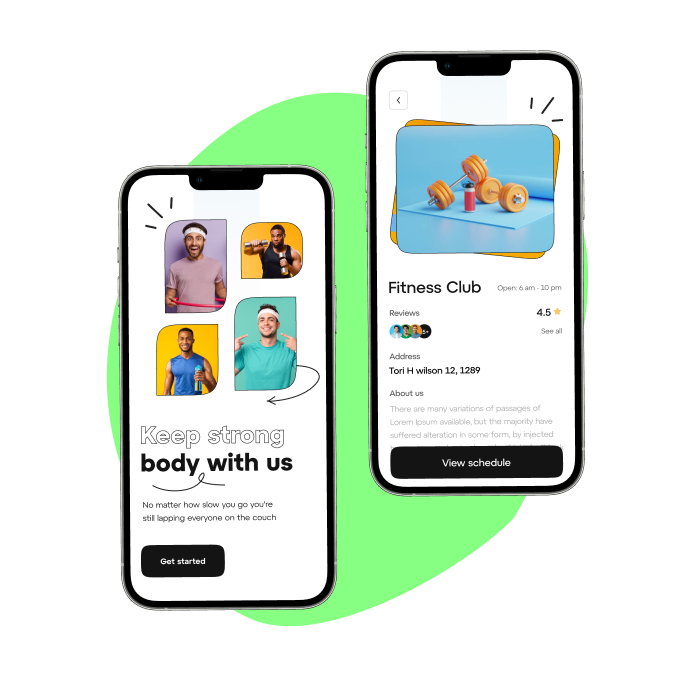 Keep strong
body with us
No matter how slow you go you're
still lapping everyone on the couch
Get started
Fitness Club
Open: 6 am - 10 pm
Reviews
4.5
5+
See all
Address
Tori H wilson 12, 1289
About us
There are many variations of passages of
Lorem Ipsum available, but the majority have
suffered alteration in some form, by injected
View schedule